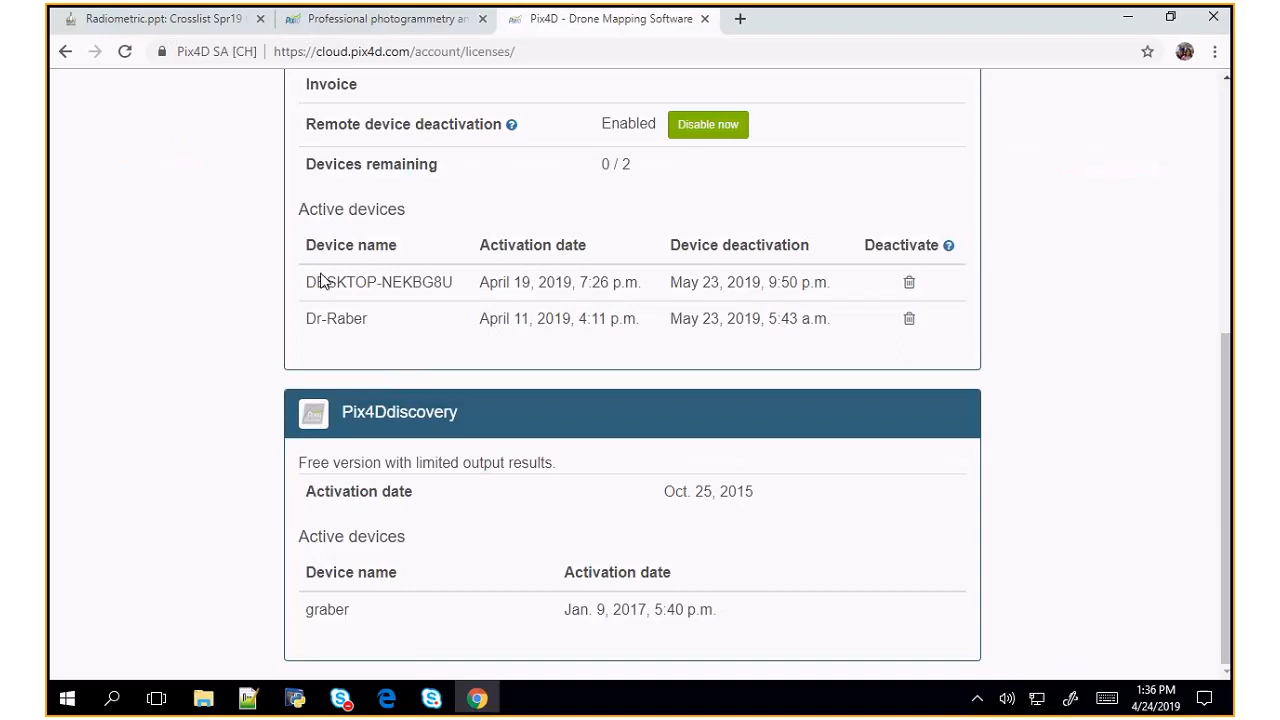 Radiometric.ppt: Crosslist Spr19
Professional photogrammetry an
Pix4D - Drone Mapping Software
Pix4D SA [CH] https://cloud.pix4d.com/account/licenses/
Invoice
Remote device deactivation ? Enabled Disable now
Devices remaining 0 / 2
Active devices
Device name Activation date Device deactivation Deactivate ?
DESKTOP-NEKBG8U April 19, 2019, 7:26 p.m. May 23, 2019, 9:50 p.m.
Dr-Raber April 11, 2019, 4:11 p.m. May 23, 2019, 5:43 a.m.
Pix4Ddiscovery
Free version with limited output results.
Activation date Oct. 25, 2015
Active devices
Device name Activation date
graber Jan. 9, 2017, 5:40 p.m.
1:36 PM
4/24/2019